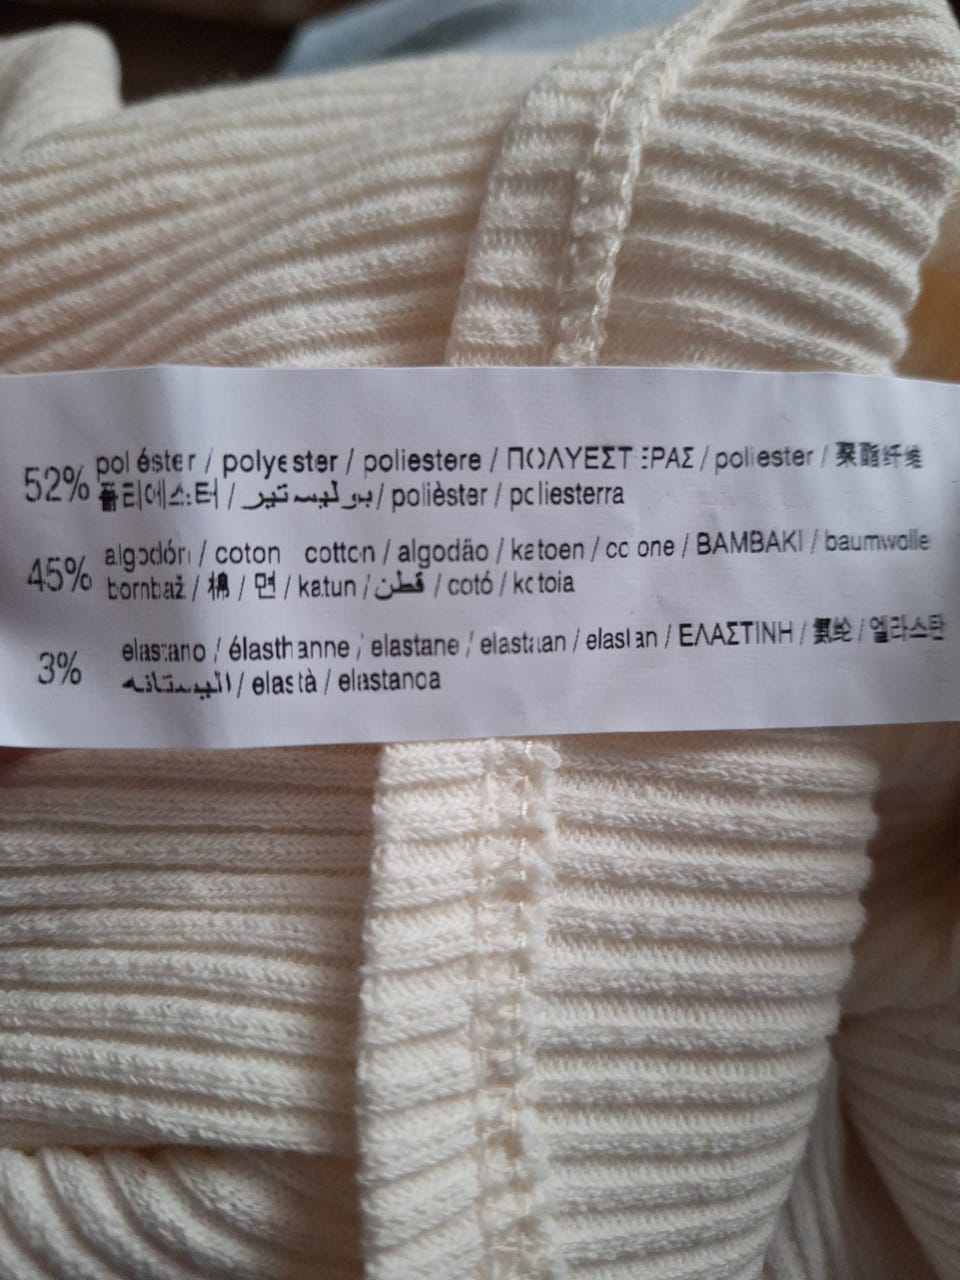 52% poliéster / polyester / poliestere / ΠΟΛΥΕΣΤΕΡΑΣ / poliester / 聚酯纤维
폴리에스터 / بوليستير / polièster / poliesterra
45% algodón / coton cotton / algodão / katoen / cotone / BAMBAKI / baumwolle
bombaž / 棉 / 면 / katun / قطن / cotó / kotoia
3% elastano / élasthanne / elastane / elastaan / elastan / ΕΛΑΣΤΙΝΗ / 氨纶 / 엘라스탄
/ elastà / elastanoa